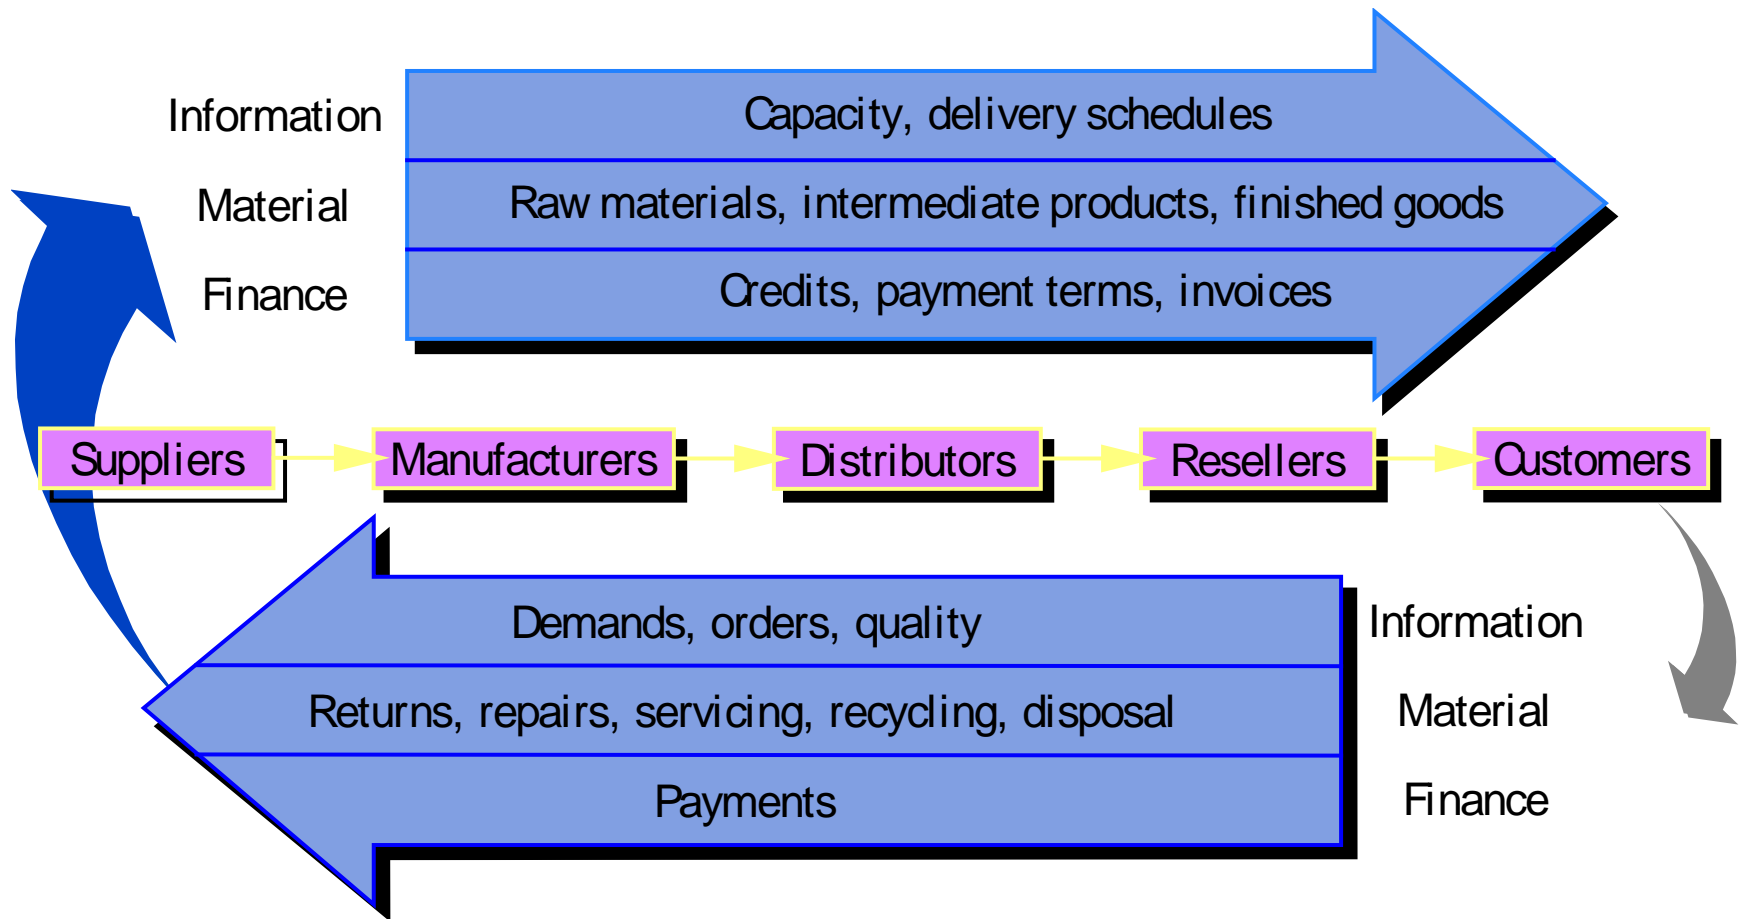 Information
Capacity, delivery schedules
Material
Raw materials, intermediate products, finished goods
Finance
Credits, payment terms, invoices
Suppliers
Manufacturers
Distributors
Resellers
Customers
Demands, orders, quality
Information
Returns, repairs, servicing, recycling, disposal
Material
Payments
Finance